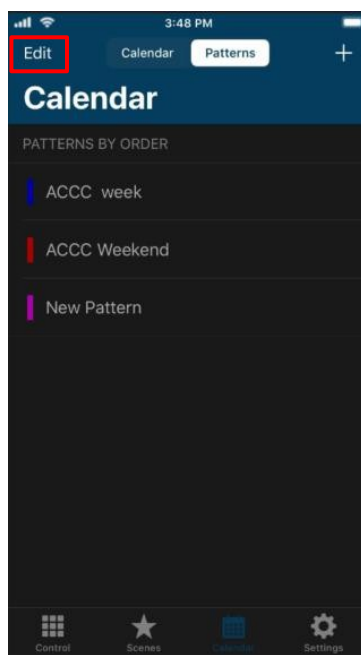 3:48 PM
Edit
Calendar
Patterns
+
Calendar
PATTERNS BY ORDER
ACCC week
ACCC Weekend
New Pattern
Control
Scenes
Calendar
Settings